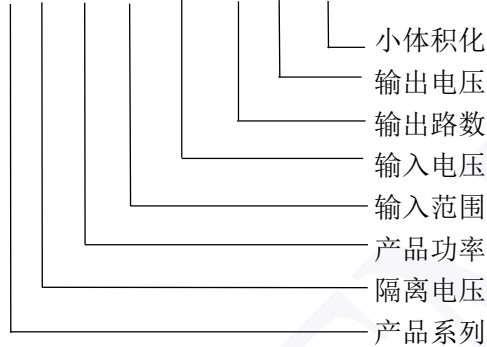 小体积化
输出电压
输出路数
输入电压
输入范围
产品功率
隔离电压
产品系列